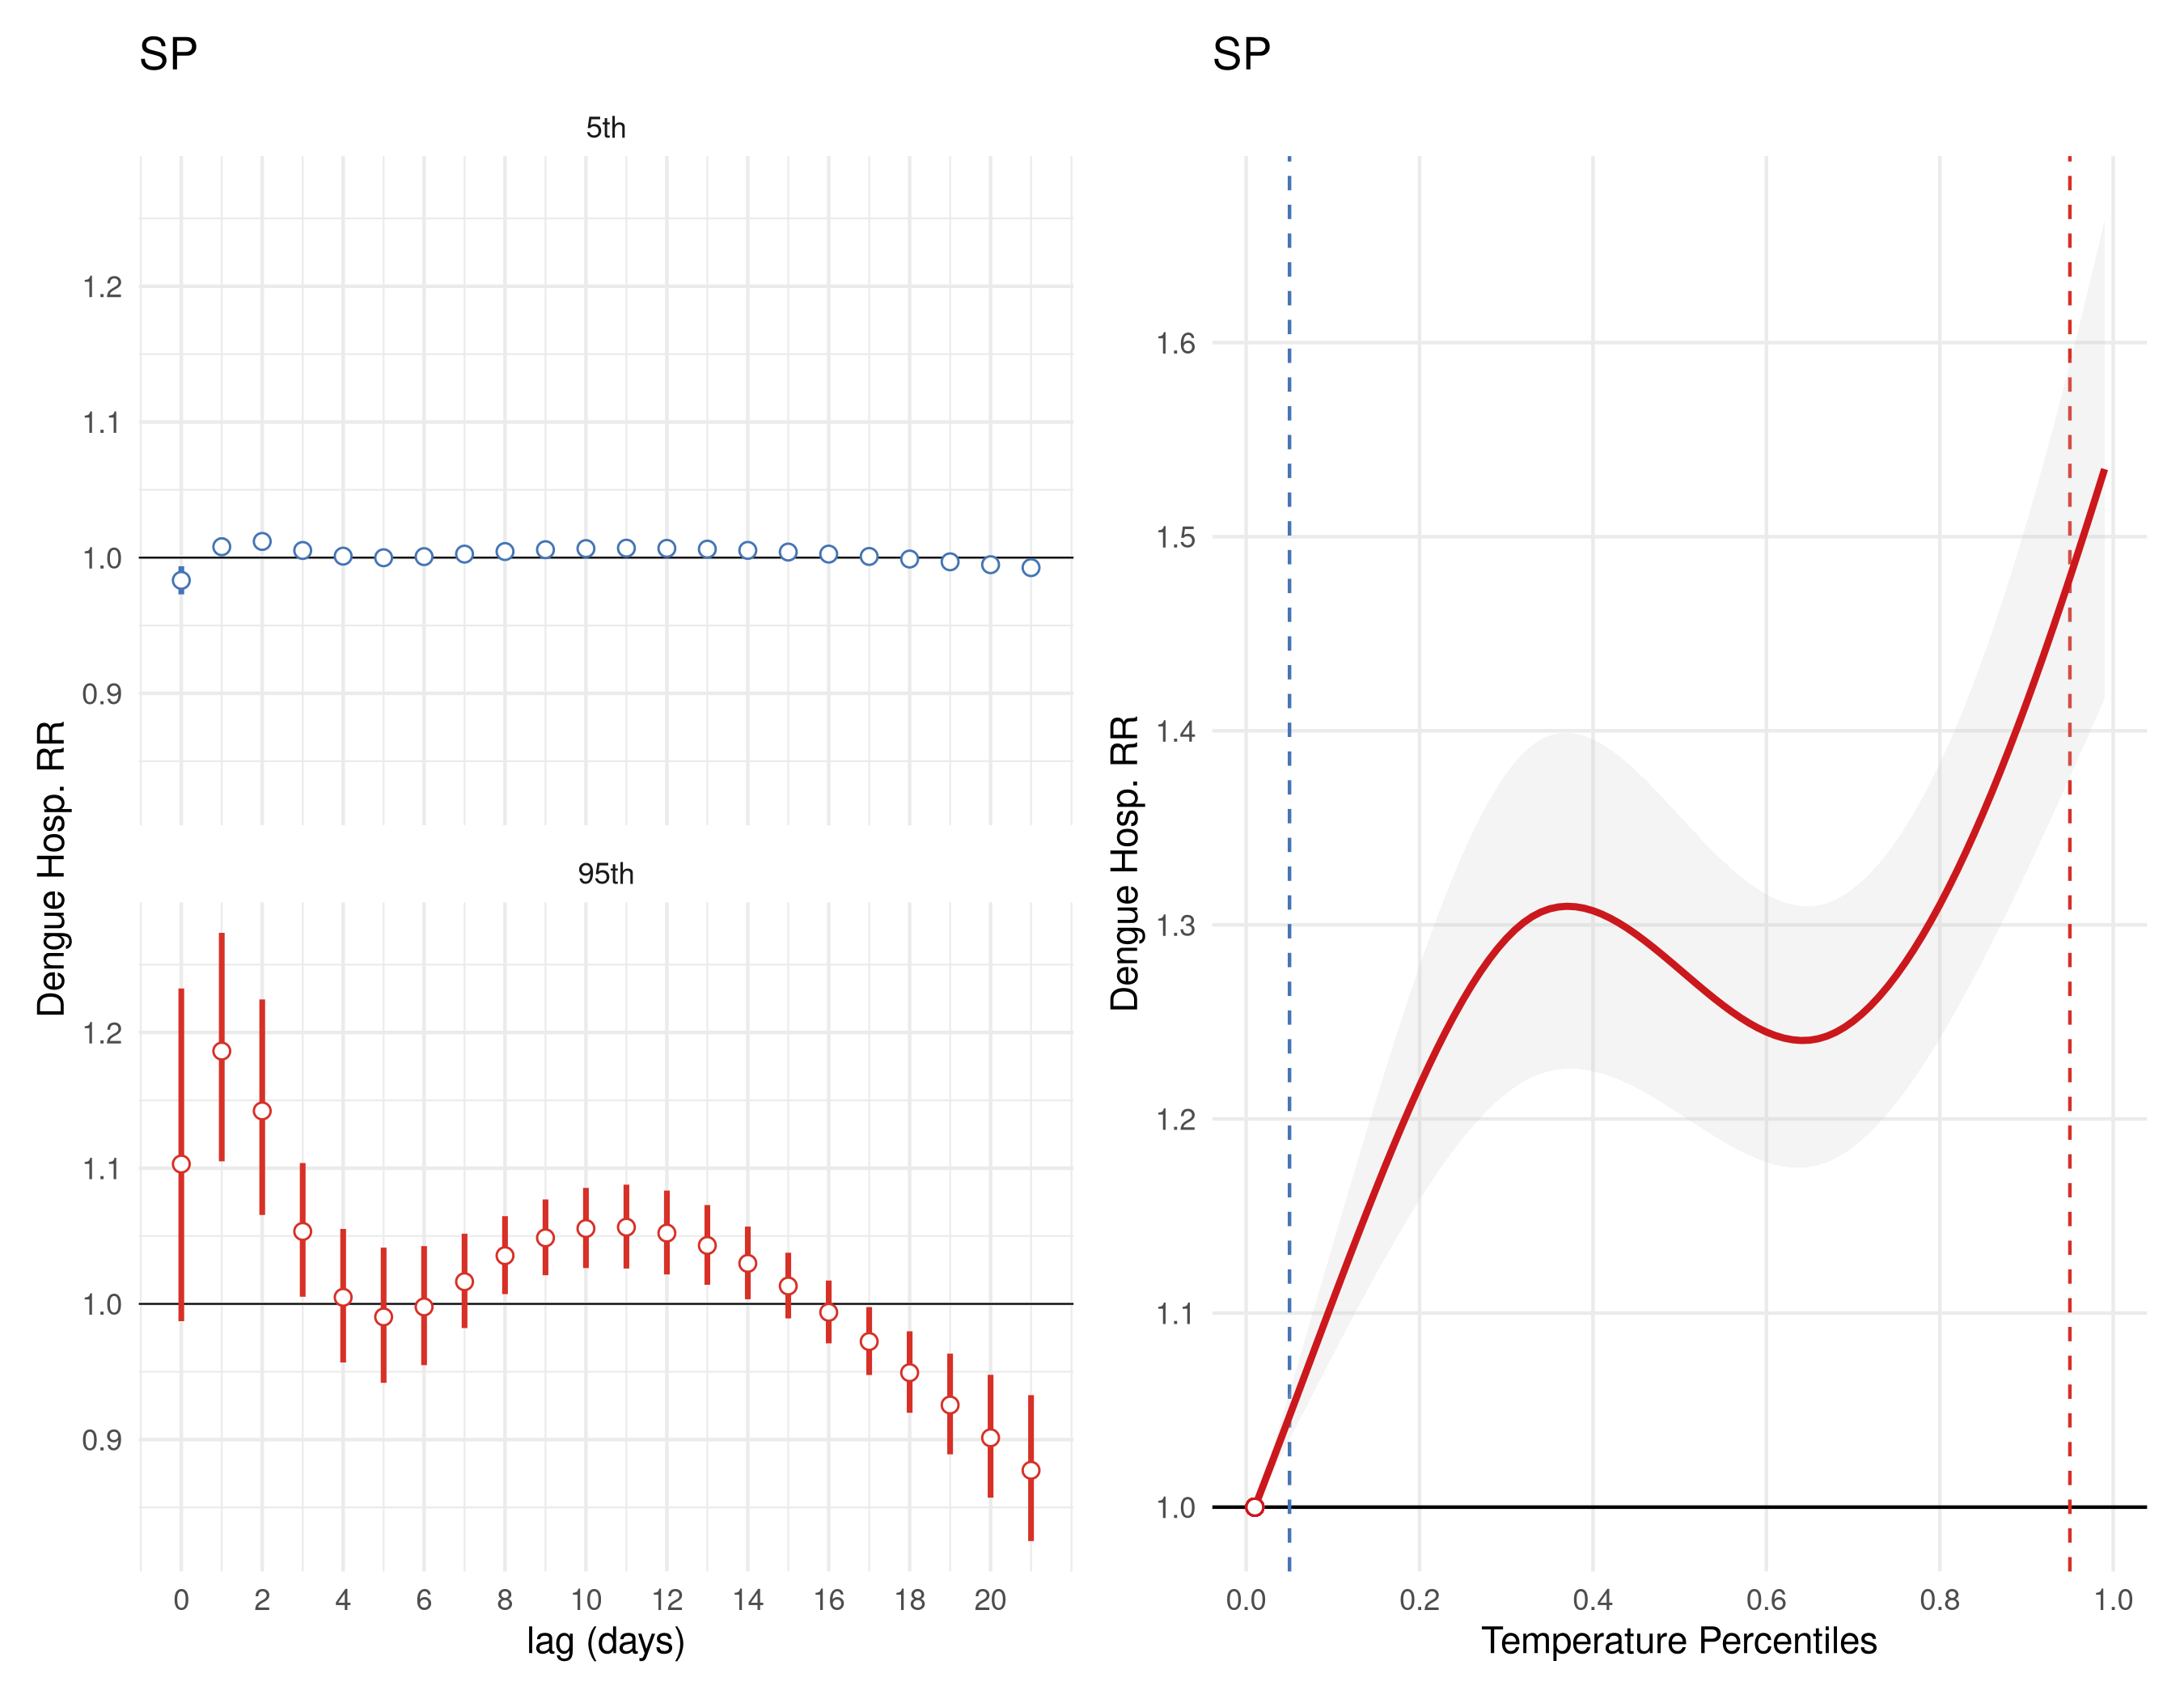 SP
5th
1.2
1.1
1.0
0.9
95th
1.2
1.1
1.0
0.9
0 2 4 6 8 10 12 14 16 18 20
lag (days)
Dengue Hosp. RR
SP
1.6
1.5
1.4
1.3
1.2
1.1
1.0
0.0 0.2 0.4 0.6 0.8 1.0
Temperature Percentiles
Dengue Hosp. RR